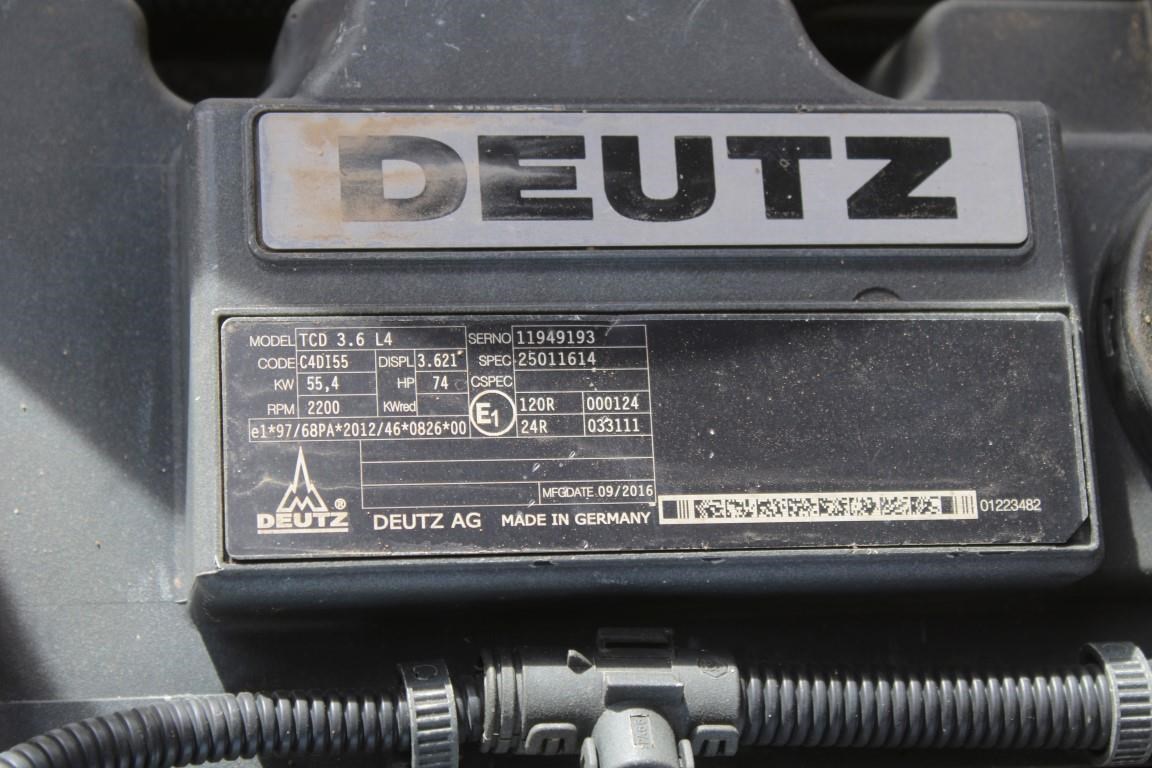 DEUTZ
MODEL TCD 3.6 L4 SERNO 11949193
CODE C4DI55 DISPL 3.621 SPEC 25011614
KW 55,4 HP 74 CSPEC
RPM 2200 KWred E1 120R 000124
e1*97/68PA*2012/46*0826*00 24R 033111
MFGDATE 09/2016
DEUTZ ® DEUTZ AG MADE IN GERMANY 01223482